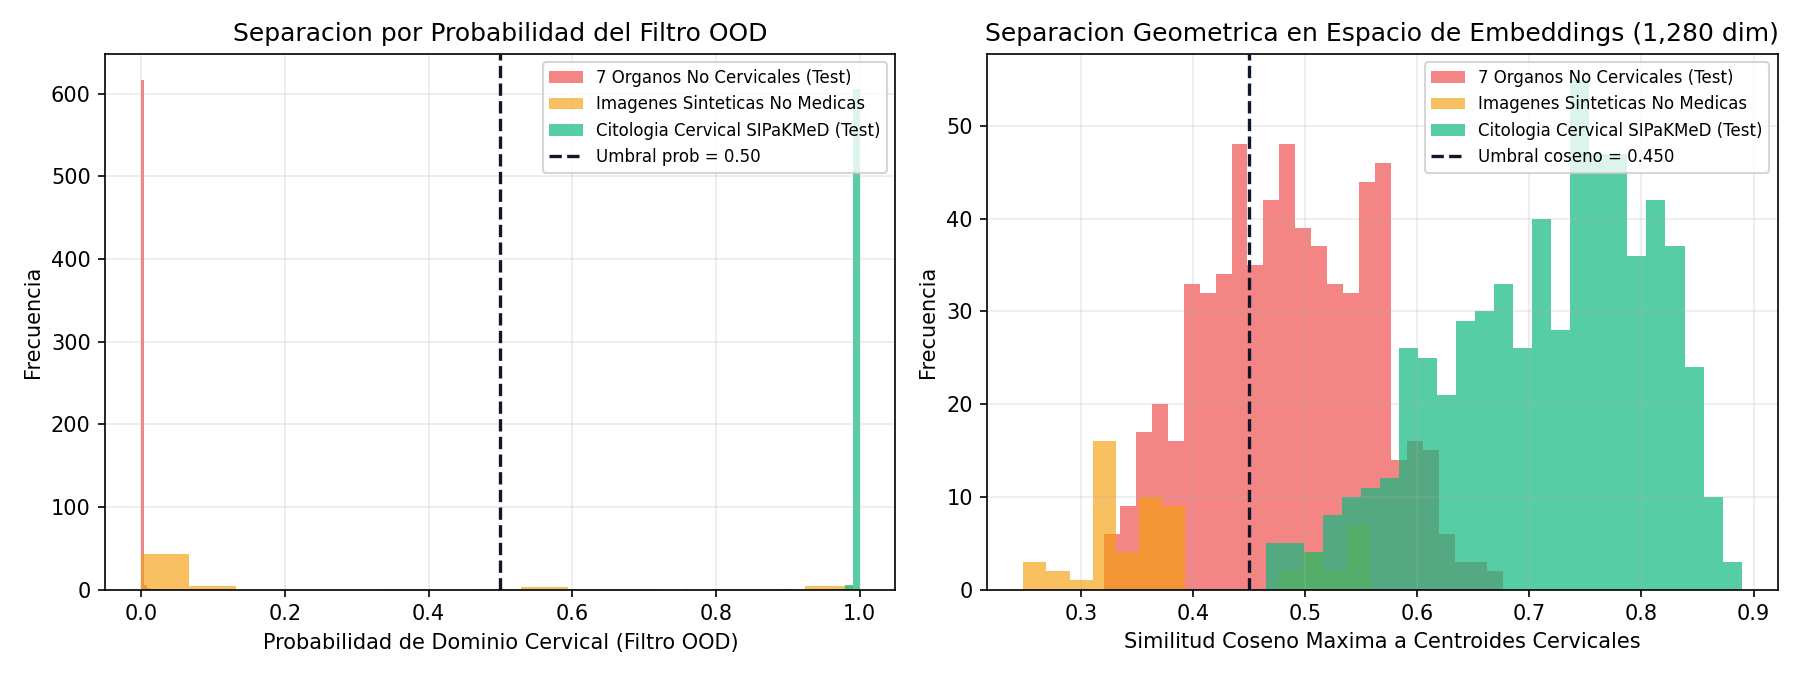 Separacion por Probabilidad del Filtro OOD
7 Organos No Cervicales (Test)
Imagenes Sinteticas No Medicas
Citologia Cervical SIPaKMeD (Test)
Umbral prob = 0.50
Frecuencia
600
500
400
300
200
100
0
0.0 0.2 0.4 0.6 0.8 1.0
Probabilidad de Dominio Cervical (Filtro OOD)
Separacion Geometrica en Espacio de Embeddings (1,280 dim)
7 Organos No Cervicales (Test)
Imagenes Sinteticas No Medicas
Citologia Cervical SIPaKMeD (Test)
Umbral coseno = 0.450
Frecuencia
50
40
30
20
10
0
0.3 0.4 0.5 0.6 0.7 0.8 0.9
Similitud Coseno Maxima a Centroides Cervicales